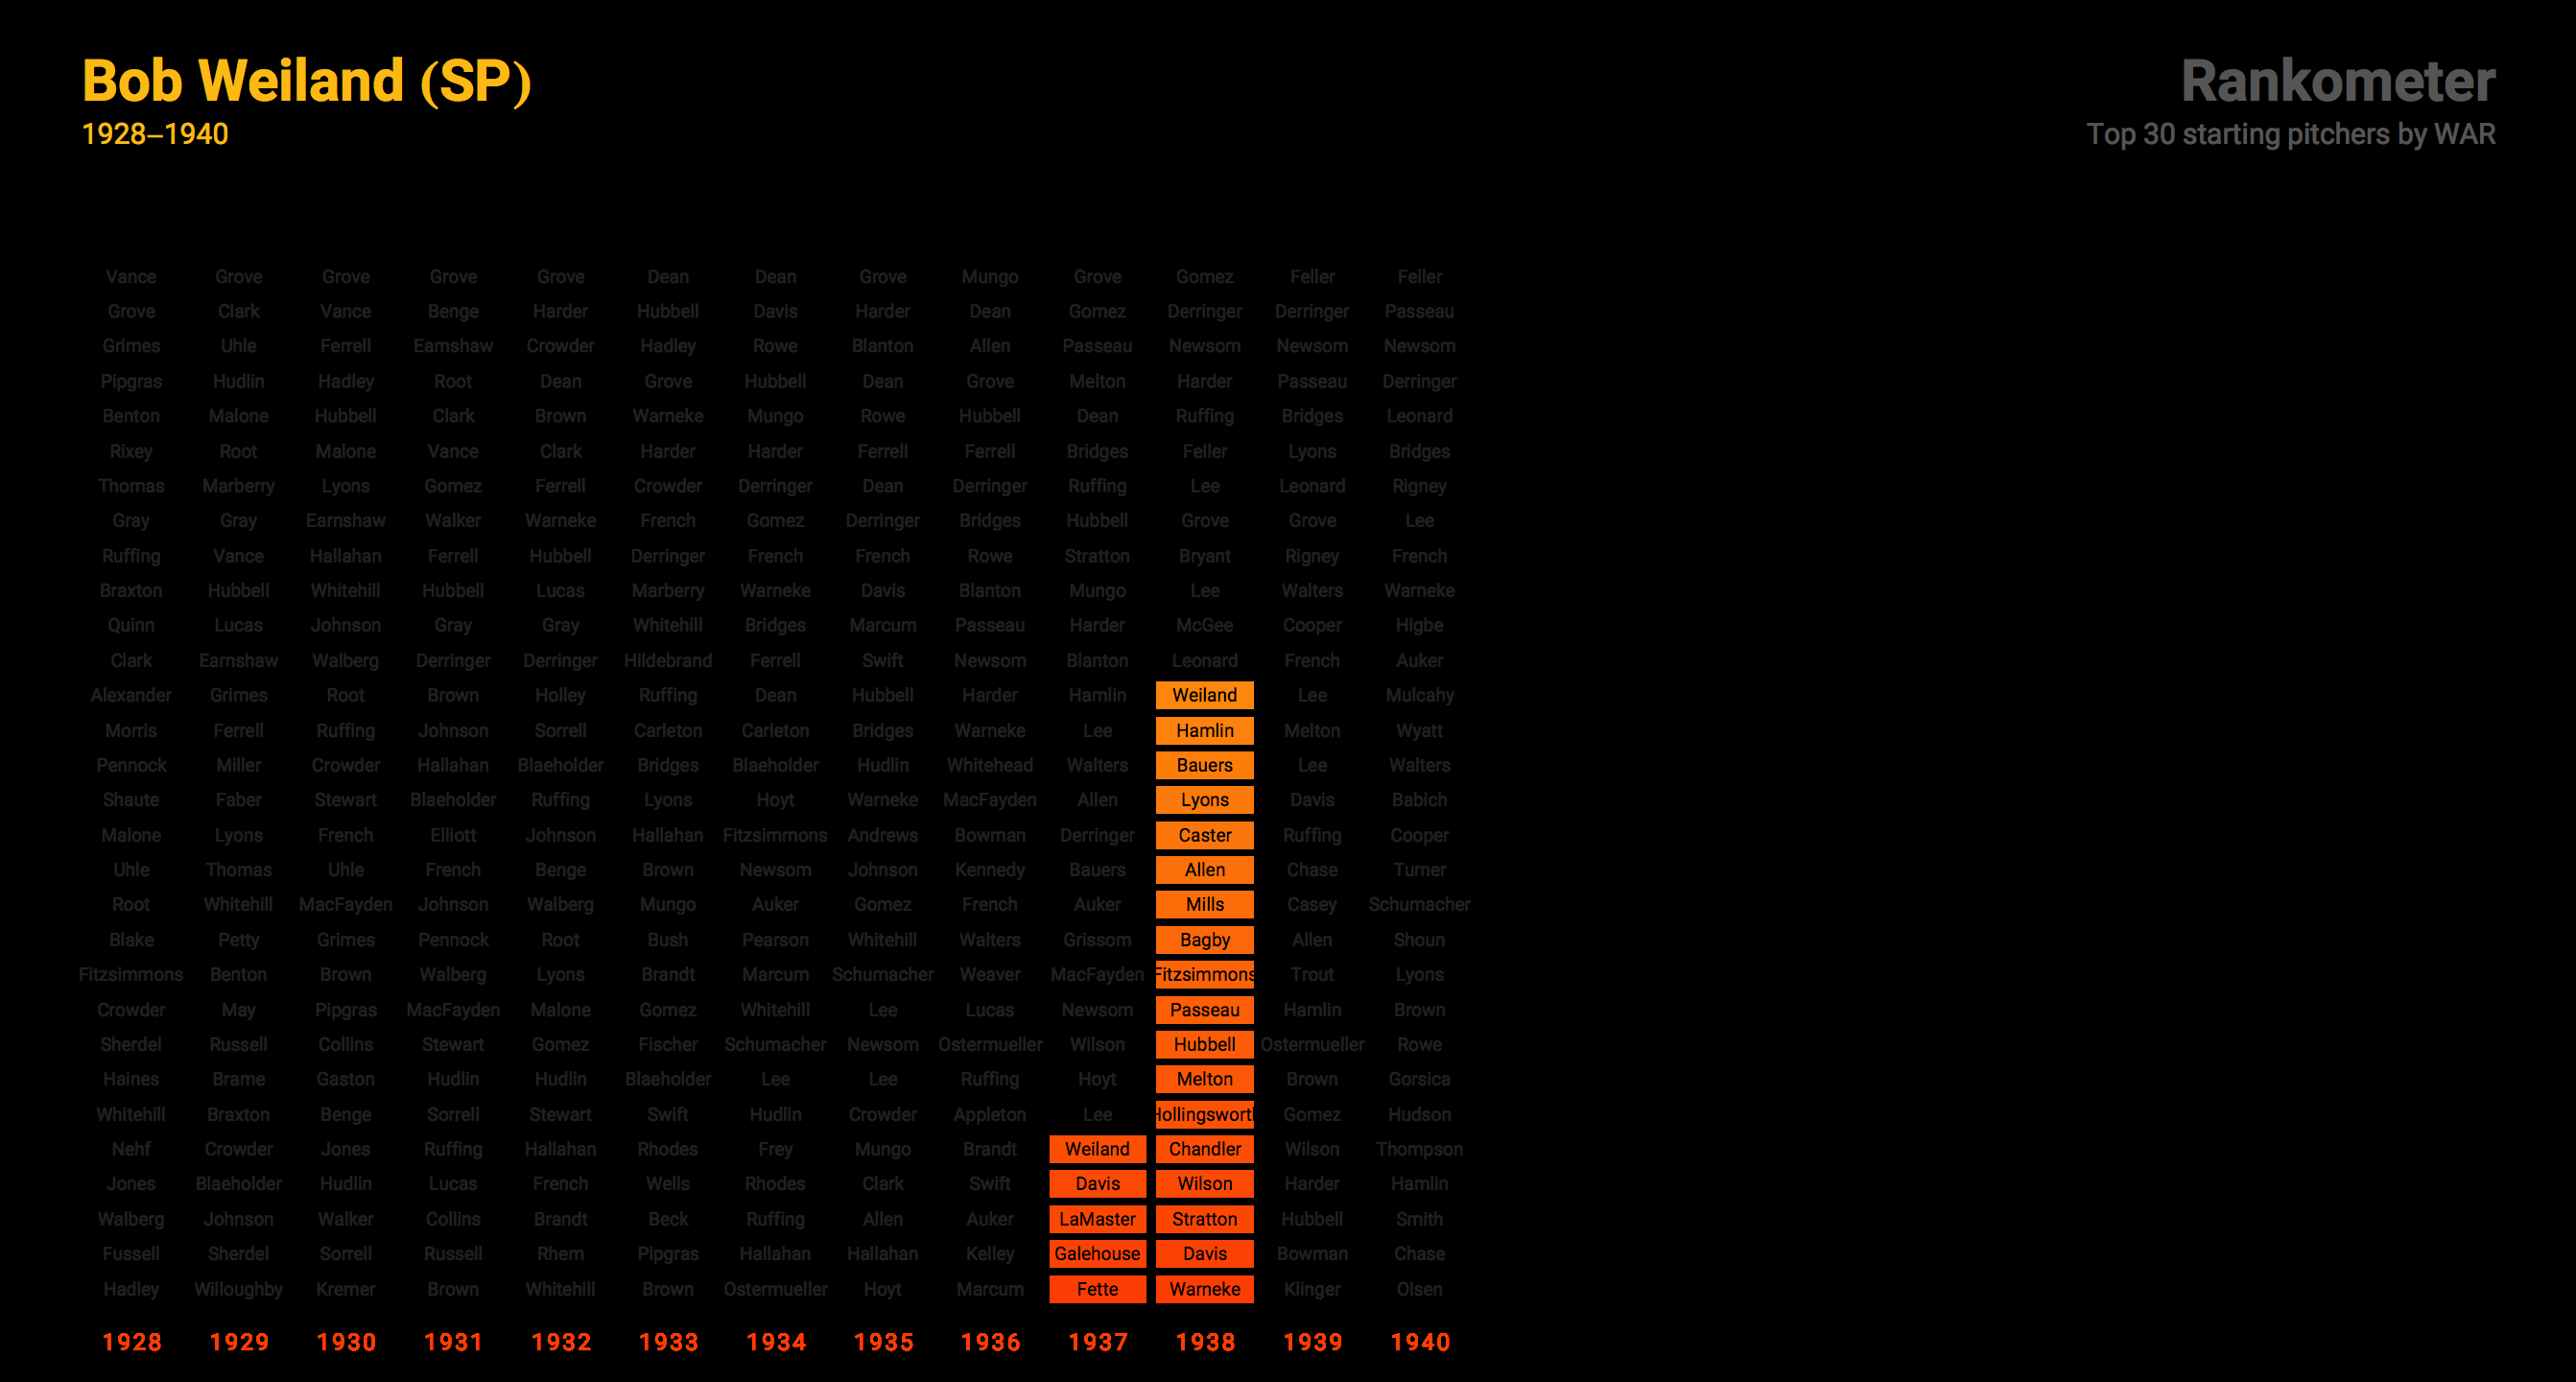 Bob Weiland (SP)
1928–1940
Rankometer
Top 30 starting pitchers by WAR
Vance Grove Grove Grove Grove Dean Dean Grove Mungo Grove Gomez Feller Feller
Grove Clark Vance Benge Harder Hubbell Davis Harder Dean Gomez Derringer Derringer Passeau
Grimes Uhle Ferrell Earnshaw Crowder Hadley Rowe Blanton Allen Passeau Newsom Newsom Newsom
Pipgras Hudlin Hadley Root Dean Grove Hubbell Dean Grove Melton Harder Passeau Derringer
Benton Malone Hubbell Clark Brown Warneke Mungo Rowe Hubbell Dean Ruffing Bridges Leonard
Rixey Root Malone Vance Clark Harder Harder Ferrell Ferrell Bridges Feller Lyons Bridges
Thomas Marberry Lyons Gomez Ferrell Crowder Derringer Dean Derringer Ruffing Lee Leonard Rigney
Gray Gray Earnshaw Walker Warneke French Gomez Derringer Bridges Hubbell Grove Grove Lee
Ruffing Vance Hallahan Ferrell Hubbell Derringer French French Rowe Stratton Bryant Rigney French
Braxton Hubbell Whitehill Hubbell Lucas Marberry Warneke Davis Blanton Mungo Lee Walters Warneke
Quinn Lucas Johnson Gray Gray Whitehill Bridges Marcum Passeau Harder McGee Cooper Higbe
Clark Earnshaw Walberg Derringer Derringer Hildebrand Ferrell Swift Newsom Blanton Leonard French Auker
Alexander Grimes Root Brown Holley Ruffing Dean Hubbell Harder Hamlin Weiland Lee Mulcahy
Morris Ferrell Ruffing Johnson Sorrell Carleton Carleton Bridges Warneke Lee Hamlin Melton Wyatt
Pennock Miller Crowder Hallahan Blaeholder Bridges Blaeholder Hudlin Whitehead Walters Bauers Lee Walters
Shaute Faber Stewart Blaeholder Ruffing Lyons Hoyt Warneke MacFayden Allen Lyons Davis Babich
Malone Lyons French Elliott Johnson Hallahan Fitzsimmons Andrews Bowman Derringer Caster Ruffing Cooper
Uhle Thomas Uhle French Benge Brown Newsom Johnson Kennedy Bauers Allen Chase Turner
Root Whitehill MacFayden Johnson Walberg Mungo Auker Gomez French Auker Mills Casey Schumacher
Blake Petty Grimes Pennock Root Bush Pearson Whitehill Walters Grissom Bagby Allen Shoun
Fitzsimmons Benton Brown Walberg Lyons Brandt Marcum Schumacher Weaver MacFayden Fitzsimmons Trout Lyons
Crowder May Pipgras MacFayden Malone Gomez Whitehill Lee Lucas Newsom Passeau Hamlin Brown
Sherdel Russell Collins Stewart Gomez Fischer Schumacher Newsom Ostermueller Wilson Hubbell Ostermueller Rowe
Haines Brame Gaston Hudlin Hudlin Blaeholder Lee Lee Ruffing Hoyt Melton Brown Gorsica
Whitehill Braxton Benge Sorrell Stewart Swift Hudlin Crowder Appleton Lee Hollingsworth Gomez Hudson
Nehf Crowder Jones Ruffing Hallahan Rhodes Frey Mungo Brandt Weiland Chandler Wilson Thompson
Jones Blaeholder Hudlin Lucas French Wells Rhodes Clark Swift Davis Wilson Harder Hamlin
Walberg Johnson Walker Collins Brandt Beck Ruffing Allen Auker LaMaster Stratton Hubbell Smith
Fussell Sherdel Sorrell Russell Rhem Pipgras Hallahan Hallahan Kelley Galehouse Davis Bowman Chase
Hadley Willoughby Kremer Brown Whitehill Brown Ostermueller Hoyt Marcum Fette Warneke Klinger Olsen
1928 1929 1930 1931 1932 1933 1934 1935 1936 1937 1938 1939 1940